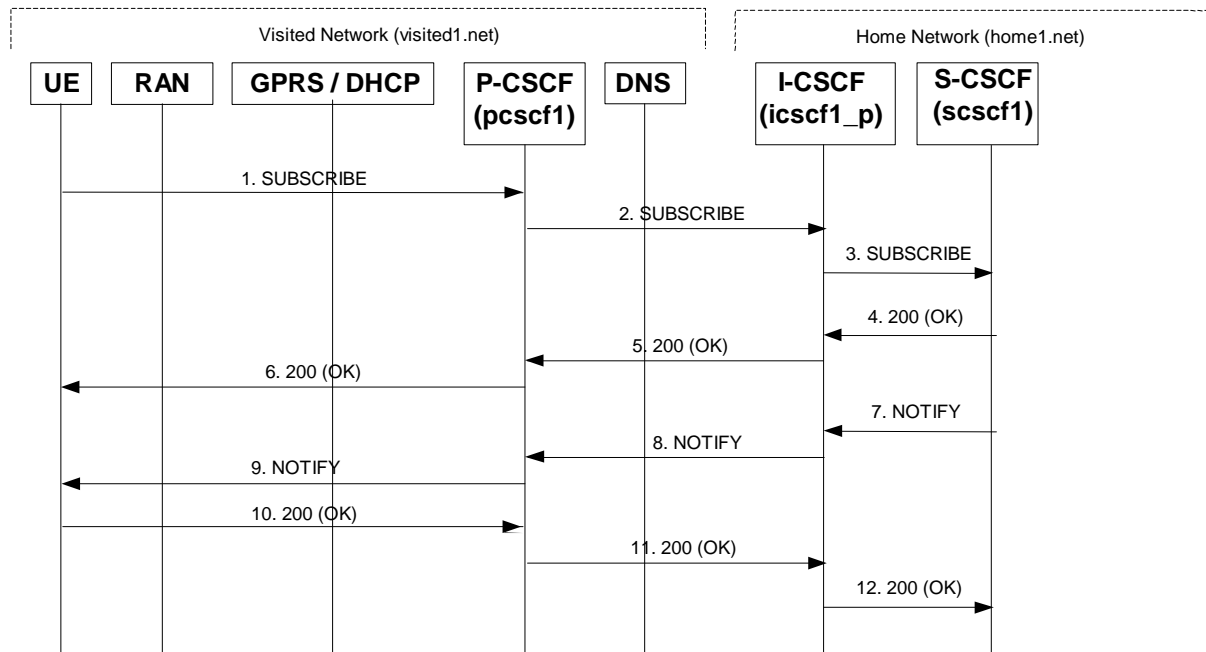 Visited Network (visited1.net)
Home Network (home1.net)
UE
RAN
GPRS / DHCP
P-CSCF
(pcscf1)
DNS
I-CSCF
(icscf1_p)
S-CSCF
(scscf1)
1. SUBSCRIBE
2. SUBSCRIBE
3. SUBSCRIBE
4. 200 (OK)
5. 200 (OK)
6. 200 (OK)
7. NOTIFY
8. NOTIFY
9. NOTIFY
10. 200 (OK)
11. 200 (OK)
12. 200 (OK)